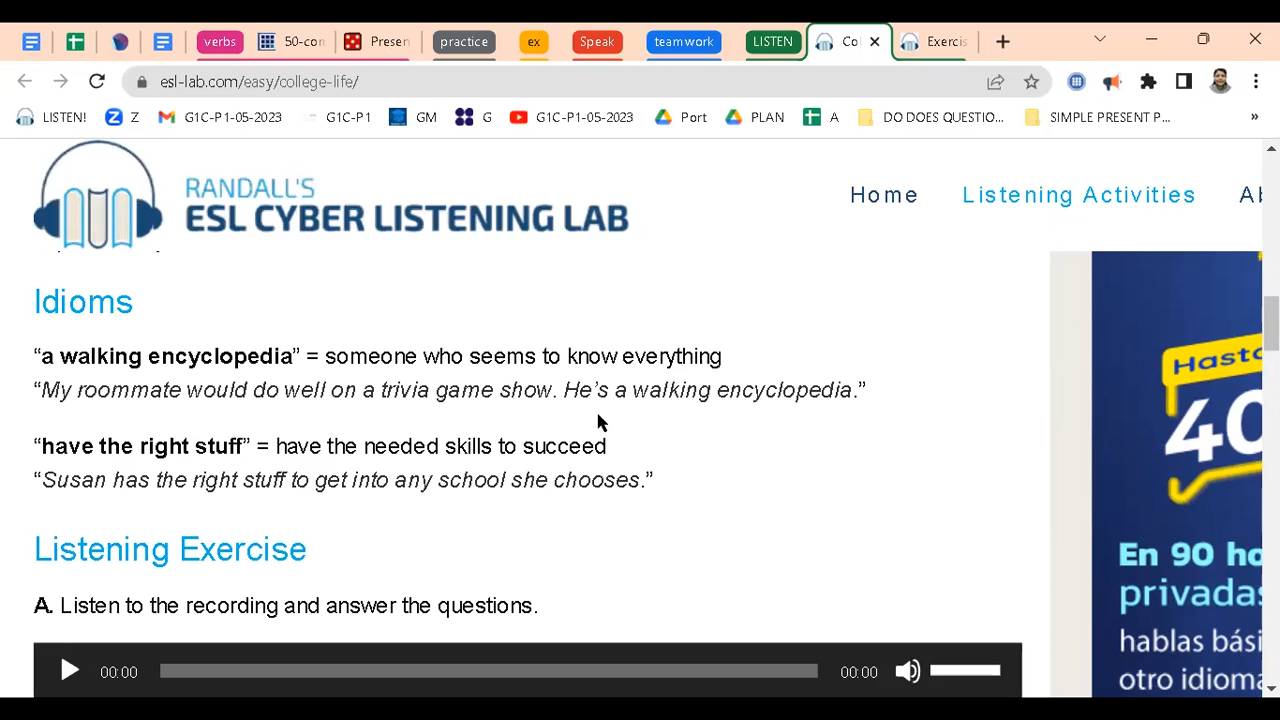 verbs
50-con
Presen
practice
ex
Speak
teamwork
LISTEN
Col
Exercis
esl-lab.com/easy/college-life/
LISTEN!
Z
G1C-P1-05-2023
G1C-P1
GM
G
G1C-P1-05-2023
Port
PLAN
A
DO DOES QUESTIO...
SIMPLE PRESENT P...
»
RANDALL'S
ESL CYBER LISTENING LAB
Home
Listening Activities
Ab
Idioms
“a walking encyclopedia” = someone who seems to know everything
“My roommate would do well on a trivia game show. He’s a walking encyclopedia.”
“have the right stuff” = have the needed skills to succeed
“Susan has the right stuff to get into any school she chooses.”
Listening Exercise
A. Listen to the recording and answer the questions.
00:00
00:00
Hasta
40
En 90 ho
privadas
hablas bási
otro idioma